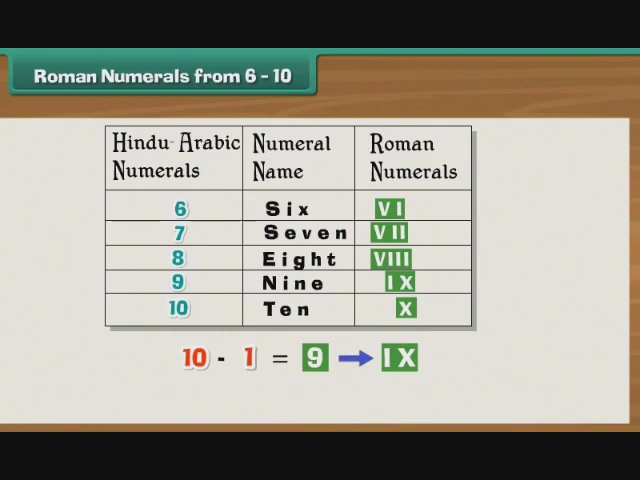 Roman Numerals from 6 - 10
Hindu-Arabic Numeral Roman
Numerals Name Numerals
6 Six VI
7 Seven VII
8 Eight VIII
9 Nine IX
10 Ten X
10 - 1 = 9 → IX